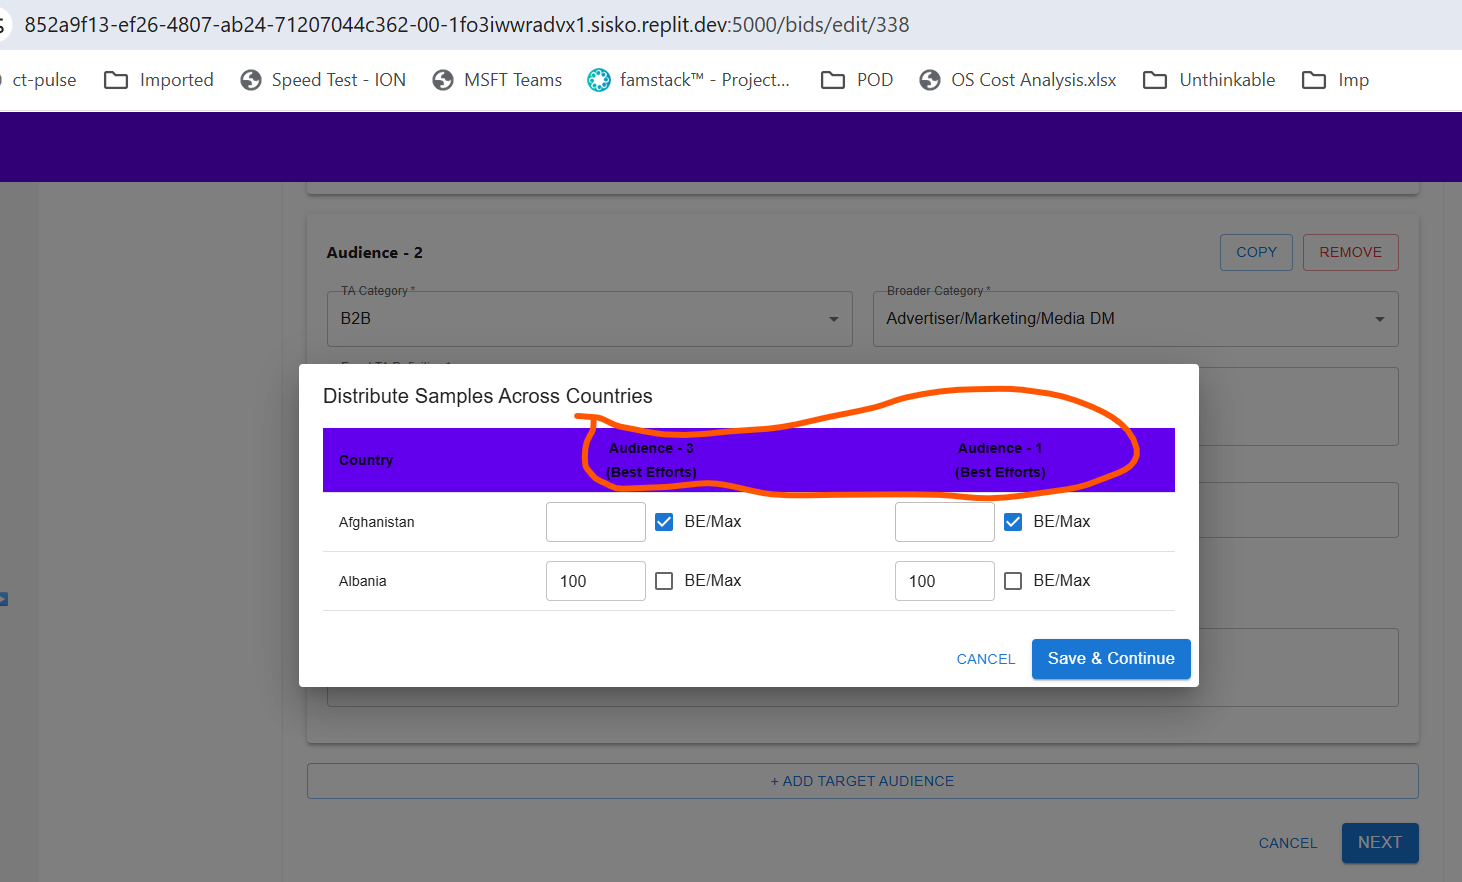 852a9f13-ef26-4807-ab24-71207044c362-00-1fo3iwwradvx1.sisko.replit.dev:5000/bids/edit/338
ct-pulse Imported Speed Test - ION MSFT Teams famstack™ - Project... POD OS Cost Analysis.xlsx Unthinkable Imp
Audience - 2 COPY REMOVE
TA Category * Broader Category *
B2B Advertiser/Marketing/Media DM
Distribute Samples Across Countries
Country Audience - 3 (Best Efforts) Audience - 1 (Best Efforts)
Afghanistan BE/Max BE/Max
Albania 100 BE/Max 100 BE/Max
CANCEL Save & Continue
+ ADD TARGET AUDIENCE
CANCEL NEXT